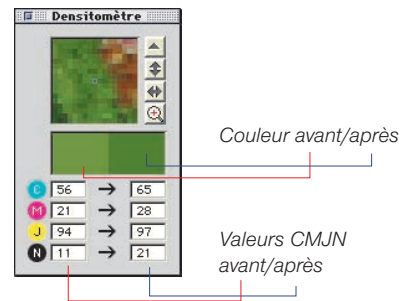 Densitomètre
Couleur avant/après
C 56 → 65
M 21 → 28
J 94 → 97
N 11 → 21
Valeurs CMJN
avant/après